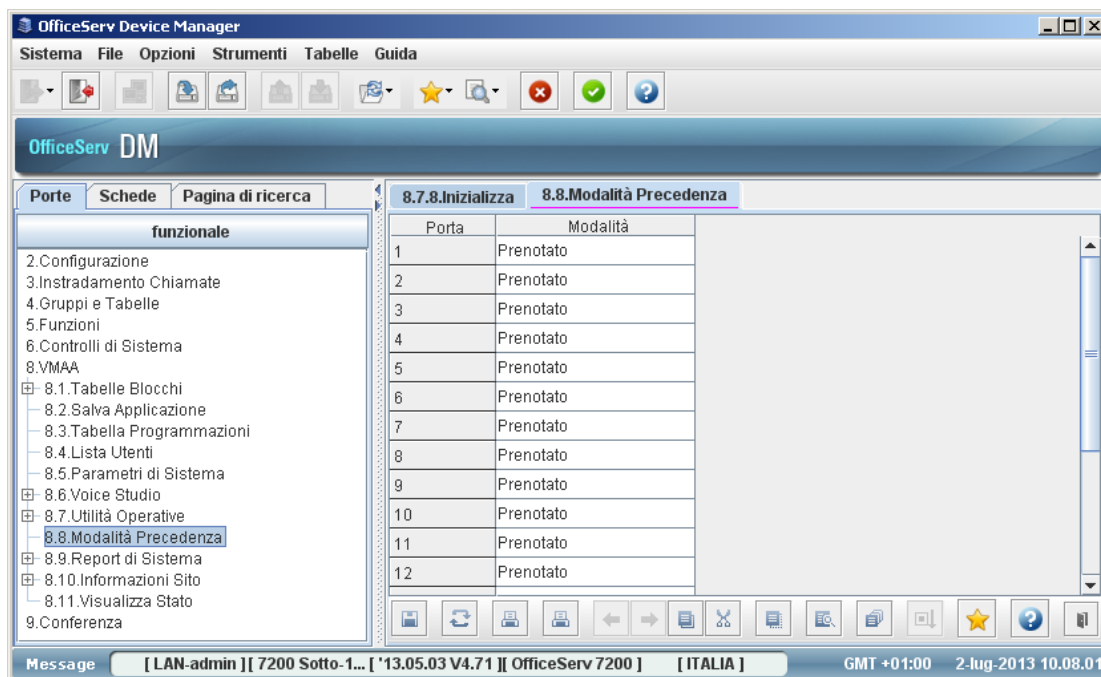 OfficeServ Device Manager
Sistema File Opzioni Strumenti Tabelle Guida
OfficeServ DM
Porte Schede Pagina di ricerca
funzionale
2.Configurazione
3.Instradamento Chiamate
4.Gruppi e Tabelle
5.Funzioni
6.Controlli di Sistema
8.VMAA
8.1.Tabelle Blocchi
8.2.Salva Applicazione
8.3.Tabella Programmazioni
8.4.Lista Utenti
8.5.Parametri di Sistema
8.6.Voice Studio
8.7.Utilità Operative
8.8.Modalità Precedenza
8.9.Report di Sistema
8.10.Informazioni Sito
8.11.Visualizza Stato
9.Conferenza
8.7.8.Inizializza 8.8.Modalità Precedenza
Porta Modalità
1 Prenotato
2 Prenotato
3 Prenotato
4 Prenotato
5 Prenotato
6 Prenotato
7 Prenotato
8 Prenotato
9 Prenotato
10 Prenotato
11 Prenotato
12 Prenotato
Message [ LAN-admin ][ 7200 Sotto-1... [ '13.05.03 V4.71 ][ OfficeServ 7200 ] [ ITALIA ] GMT +01:00 2-lug-2013 10.08.01